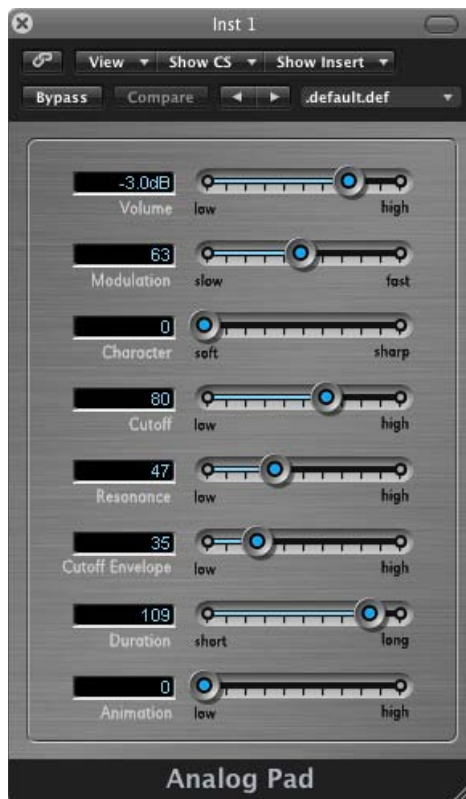 Inst 1
View Show CS Show Insert
Bypass Compare .default.def
-3.0dB
Volume low high
63
Modulation slow fast
0
Character soft sharp
80
Cutoff low high
47
Resonance low high
35
Cutoff Envelope low high
109
Duration short long
0
Animation low high
Analog Pad